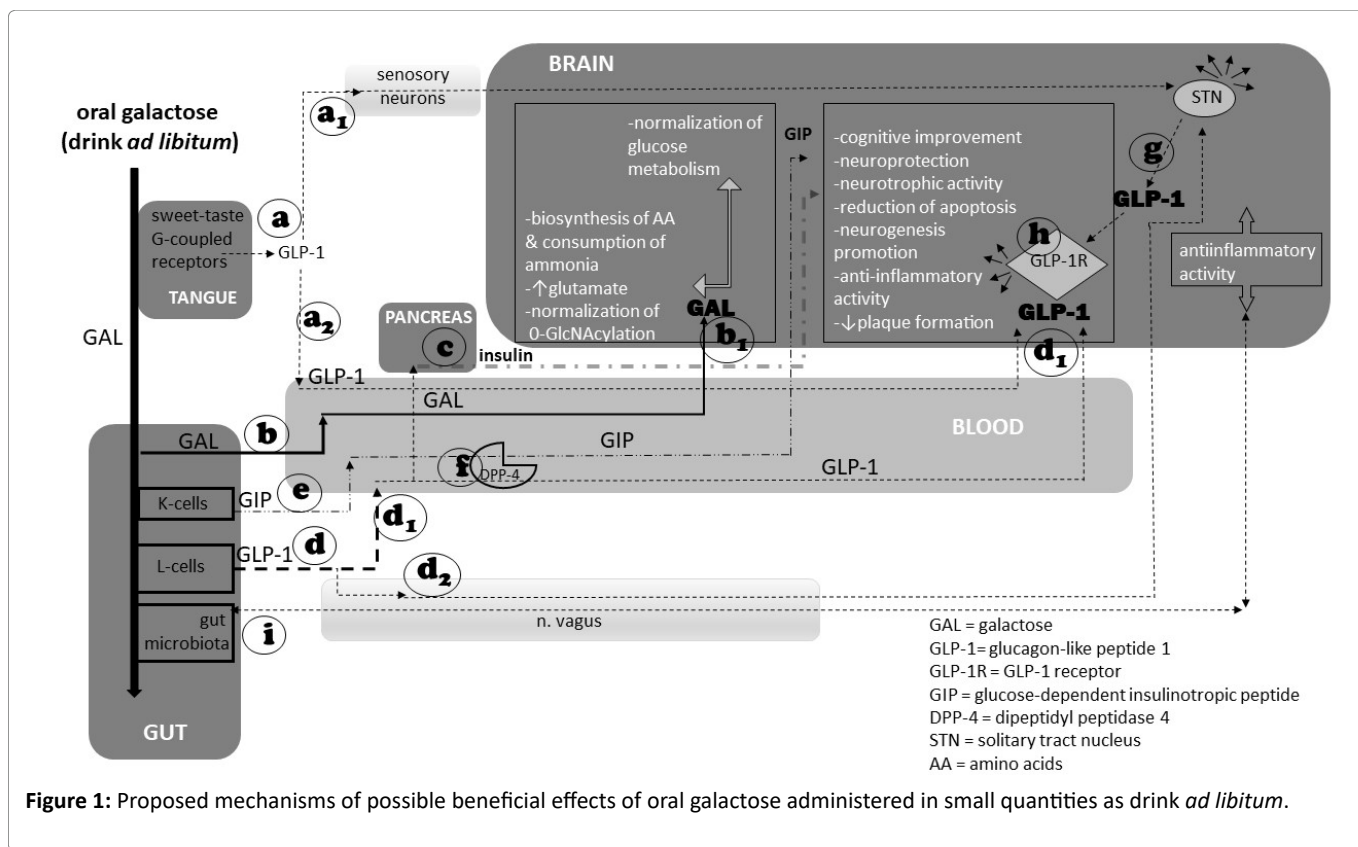 BRAIN
senosory
neurons
oral galactose
(drink ad libitum)
a₁
STN
-normalization of
glucose
metabolism
GIP
-cognitive improvement
-neuroprotection
-neurotrophic activity
-reduction of apoptosis
-neurogenesis
promotion
-anti-inflammatory
activity
-↓plaque formation
g
GLP-1
sweet-taste
G-coupled
receptors
TANGUE
a
GLP-1
-biosynthesis of AA
& consumption of
ammonia
-↑glutamate
-normalization of
0-GlcNAcylation
h
GLP-1R
GLP-1
d₁
antiinflammatory
activity
GAL
b₁
GAL
a₂
PANCREAS
c
insulin
GLP-1
GAL
BLOOD
GAL
b
GIP
f
DPP-4
GLP-1
K-cells
GIP
e
d₁
L-cells
GLP-1
d
d₂
gut
microbiota
i
n. vagus
GUT
GAL = galactose
GLP-1= glucagon-like peptide 1
GLP-1R = GLP-1 receptor
GIP = glucose-dependent insulinotropic peptide
DPP-4 = dipeptidyl peptidase 4
STN = solitary tract nucleus
AA = amino acids
Figure 1: Proposed mechanisms of possible beneficial effects of oral galactose administered in small quantities as drink ad libitum.